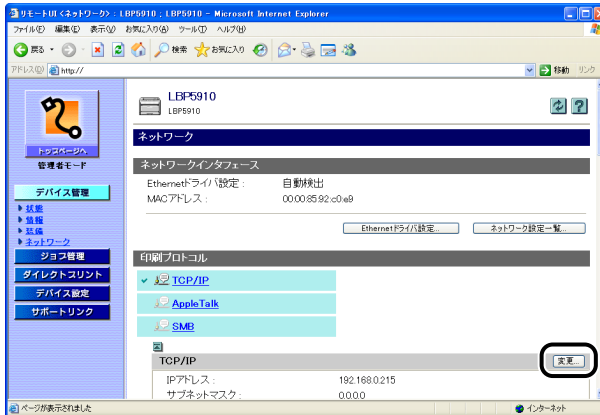 リモートUI <ネットワーク> : LBP5910 ; LBP5910 - Microsoft Internet Explorer
ファイル(F) 編集(E) 表示(V) お気に入り(A) ツール(T) ヘルプ(H)
戻る 検索 お気に入り
アドレス(D) http:// 移動 リンク
LBP5910
LBP5910
トップページへ
管理者モード
デバイス管理
状態
情報
装備
ネットワーク
ジョブ管理
ダイレクトプリント
デバイス設定
サポートリンク
ネットワーク
ネットワークインタフェース
Ethernetドライバ設定 : 自動検出
MACアドレス : 00:00:85:92:c0:e9
Ethernetドライバ設定... ネットワーク設定一覧...
印刷プロトコル
TCP/IP
AppleTalk
SMB
TCP/IP 変更...
IPアドレス : 192.168.0.215
サブネットマスク : 0.0.0.0
ページが表示されました インターネット